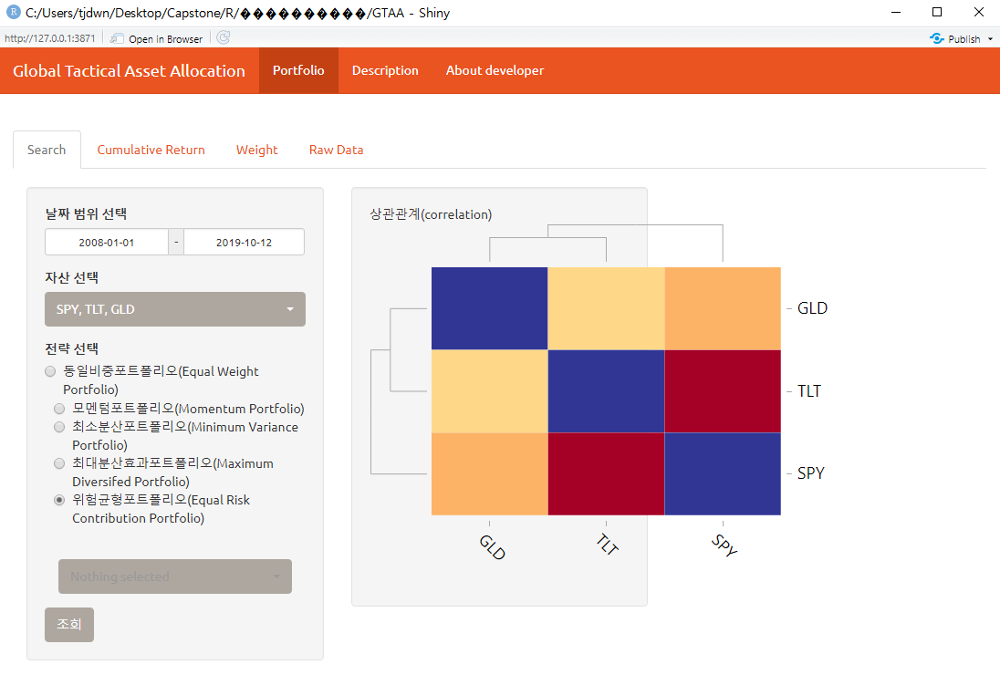 C:/Users/tjdwn/Desktop/Capstone/R/������������/GTAA - Shiny
http://127.0.0.1:3871 Open in Browser Publish
Global Tactical Asset Allocation Portfolio Description About developer
Search Cumulative Return Weight Raw Data
날짜 범위 선택
2008-01-01 - 2019-10-12
자산 선택
SPY, TLT, GLD
전략 선택
동일비중포트폴리오(Equal Weight
Portfolio)
모멘텀포트폴리오(Momentum Portfolio)
최소분산포트폴리오(Minimum Variance
Portfolio)
최대분산효과포트폴리오(Maximum
Diversifed Portfolio)
위험균형포트폴리오(Equal Risk
Contribution Portfolio)
Nothing selected
조회
상관관계(correlation)
GLD
TLT
SPY
GLD TLT SPY